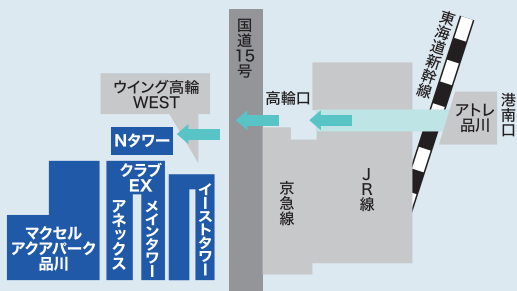 国道15号
東海道新幹線
ウイング高輪
WEST
高輪口
アトレ
品川
港南口
Nタワー
クラブ
EX
アネックス
メインタワー
イーストタワー
マクセル
アクアパーク
品川
京急線
JR線